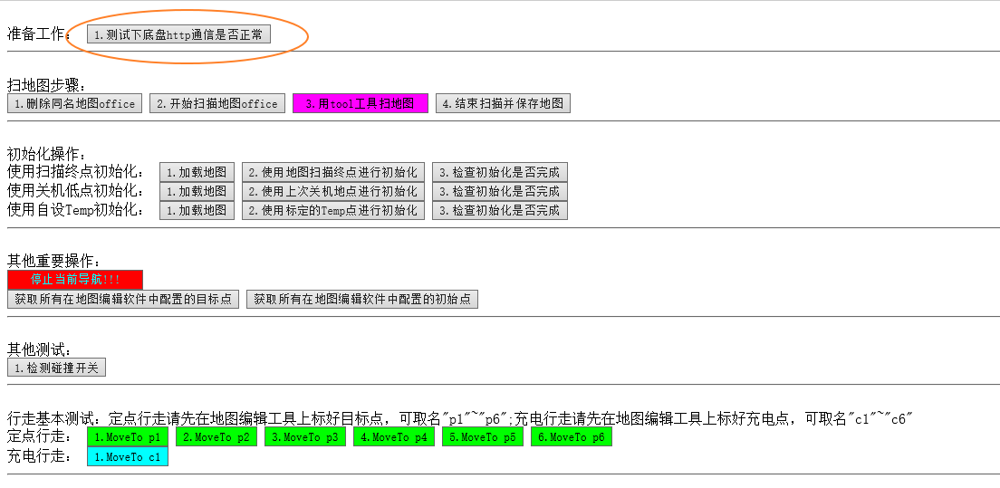 准备工作： 1.测试下底盘http通信是否正常
扫地图步骤：
1.删除同名地图office 2.开始扫描地图office 3.用tool工具扫地图 4.结束扫描并保存地图
初始化操作：
使用扫描终点初始化： 1.加载地图 2.使用地图扫描终点进行初始化 3.检查初始化是否完成
使用关机低点初始化： 1.加载地图 2.使用上次关机地点进行初始化 3.检查初始化是否完成
使用自设Temp初始化： 1.加载地图 2.使用标定的Temp点进行初始化 3.检查初始化是否完成
其他重要操作：
停止当前导航!!!
获取所有在地图编辑软件中配置的目标点 获取所有在地图编辑软件中配置的初始点
其他测试：
1.检测碰撞开关
行走基本测试：定点行走请先在地图编辑工具上标好目标点，可取名"p1"~"p6";充电行走请先在地图编辑工具上标好充电点，可取名"c1"~"c6"
定点行走： 1.MoveTo p1 2.MoveTo p2 3.MoveTo p3 4.MoveTo p4 5.MoveTo p5 6.MoveTo p6
充电行走： 1.MoveTo c1